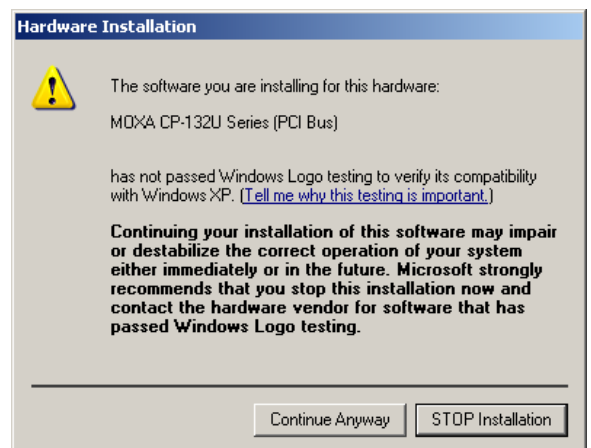 Hardware Installation
The software you are installing for this hardware:
MOXA CP-132U Series (PCI Bus)
has not passed Windows Logo testing to verify its compatibility
with Windows XP. (Tell me why this testing is important.)
Continuing your installation of this software may impair
or destabilize the correct operation of your system
either immediately or in the future. Microsoft strongly
recommends that you stop this installation now and
contact the hardware vendor for software that has
passed Windows Logo testing.
Continue Anyway STOP Installation